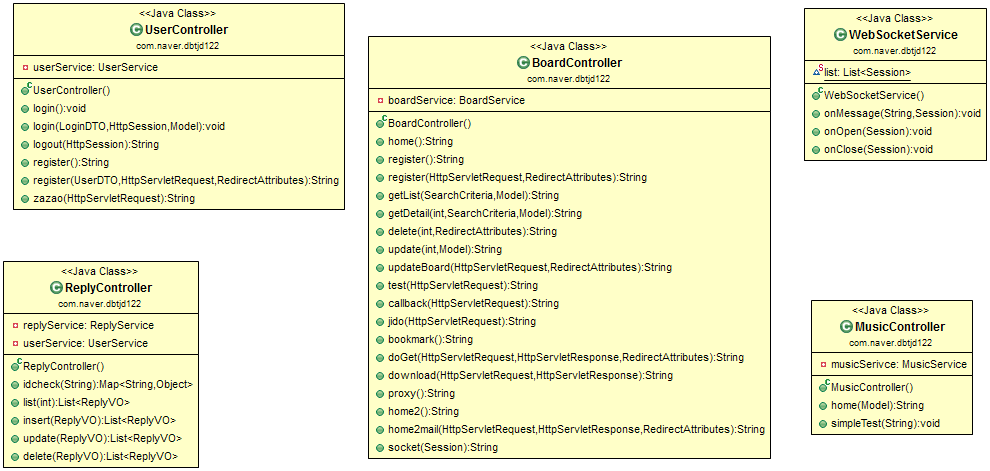 <<Java Class>>
UserController
com.naver.dbtjd122
userService: UserService
UserController()
login():void
login(LoginDTO,HttpSession,Model):void
logout(HttpSession):String
register():String
register(UserDTO,HttpServletRequest,RedirectAttributes):String
zazao(HttpServletRequest):String
<<Java Class>>
BoardController
com.naver.dbtjd122
boardService: BoardService
BoardController()
home():String
register():String
register(HttpServletRequest,RedirectAttributes):String
getList(SearchCriteria,Model):String
getDetail(int,SearchCriteria,Model):String
delete(int,RedirectAttributes):String
update(int,Model):String
updateBoard(HttpServletRequest,RedirectAttributes):String
test(HttpServletRequest):String
callback(HttpServletRequest):String
jido(HttpServletRequest):String
bookmark():String
doGet(HttpServletRequest,HttpServletResponse,RedirectAttributes):String
download(HttpServletRequest,HttpServletResponse):String
proxy():String
home2():String
home2mail(HttpServletRequest,HttpServletResponse,RedirectAttributes):String
socket(Session):String
<<Java Class>>
WebSocketService
com.naver.dbtjd122
list: List<Session>
WebSocketService()
onMessage(String,Session):void
onOpen(Session):void
onClose(Session):void
<<Java Class>>
ReplyController
com.naver.dbtjd122
replyService: ReplyService
userService: UserService
ReplyController()
idcheck(String):Map<String,Object>
list(int):List<ReplyVO>
insert(ReplyVO):List<ReplyVO>
update(ReplyVO):List<ReplyVO>
delete(ReplyVO):List<ReplyVO>
<<Java Class>>
MusicController
com.naver.dbtjd122
musicSerivce: MusicService
MusicController()
home(Model):String
simpleTest(String):void